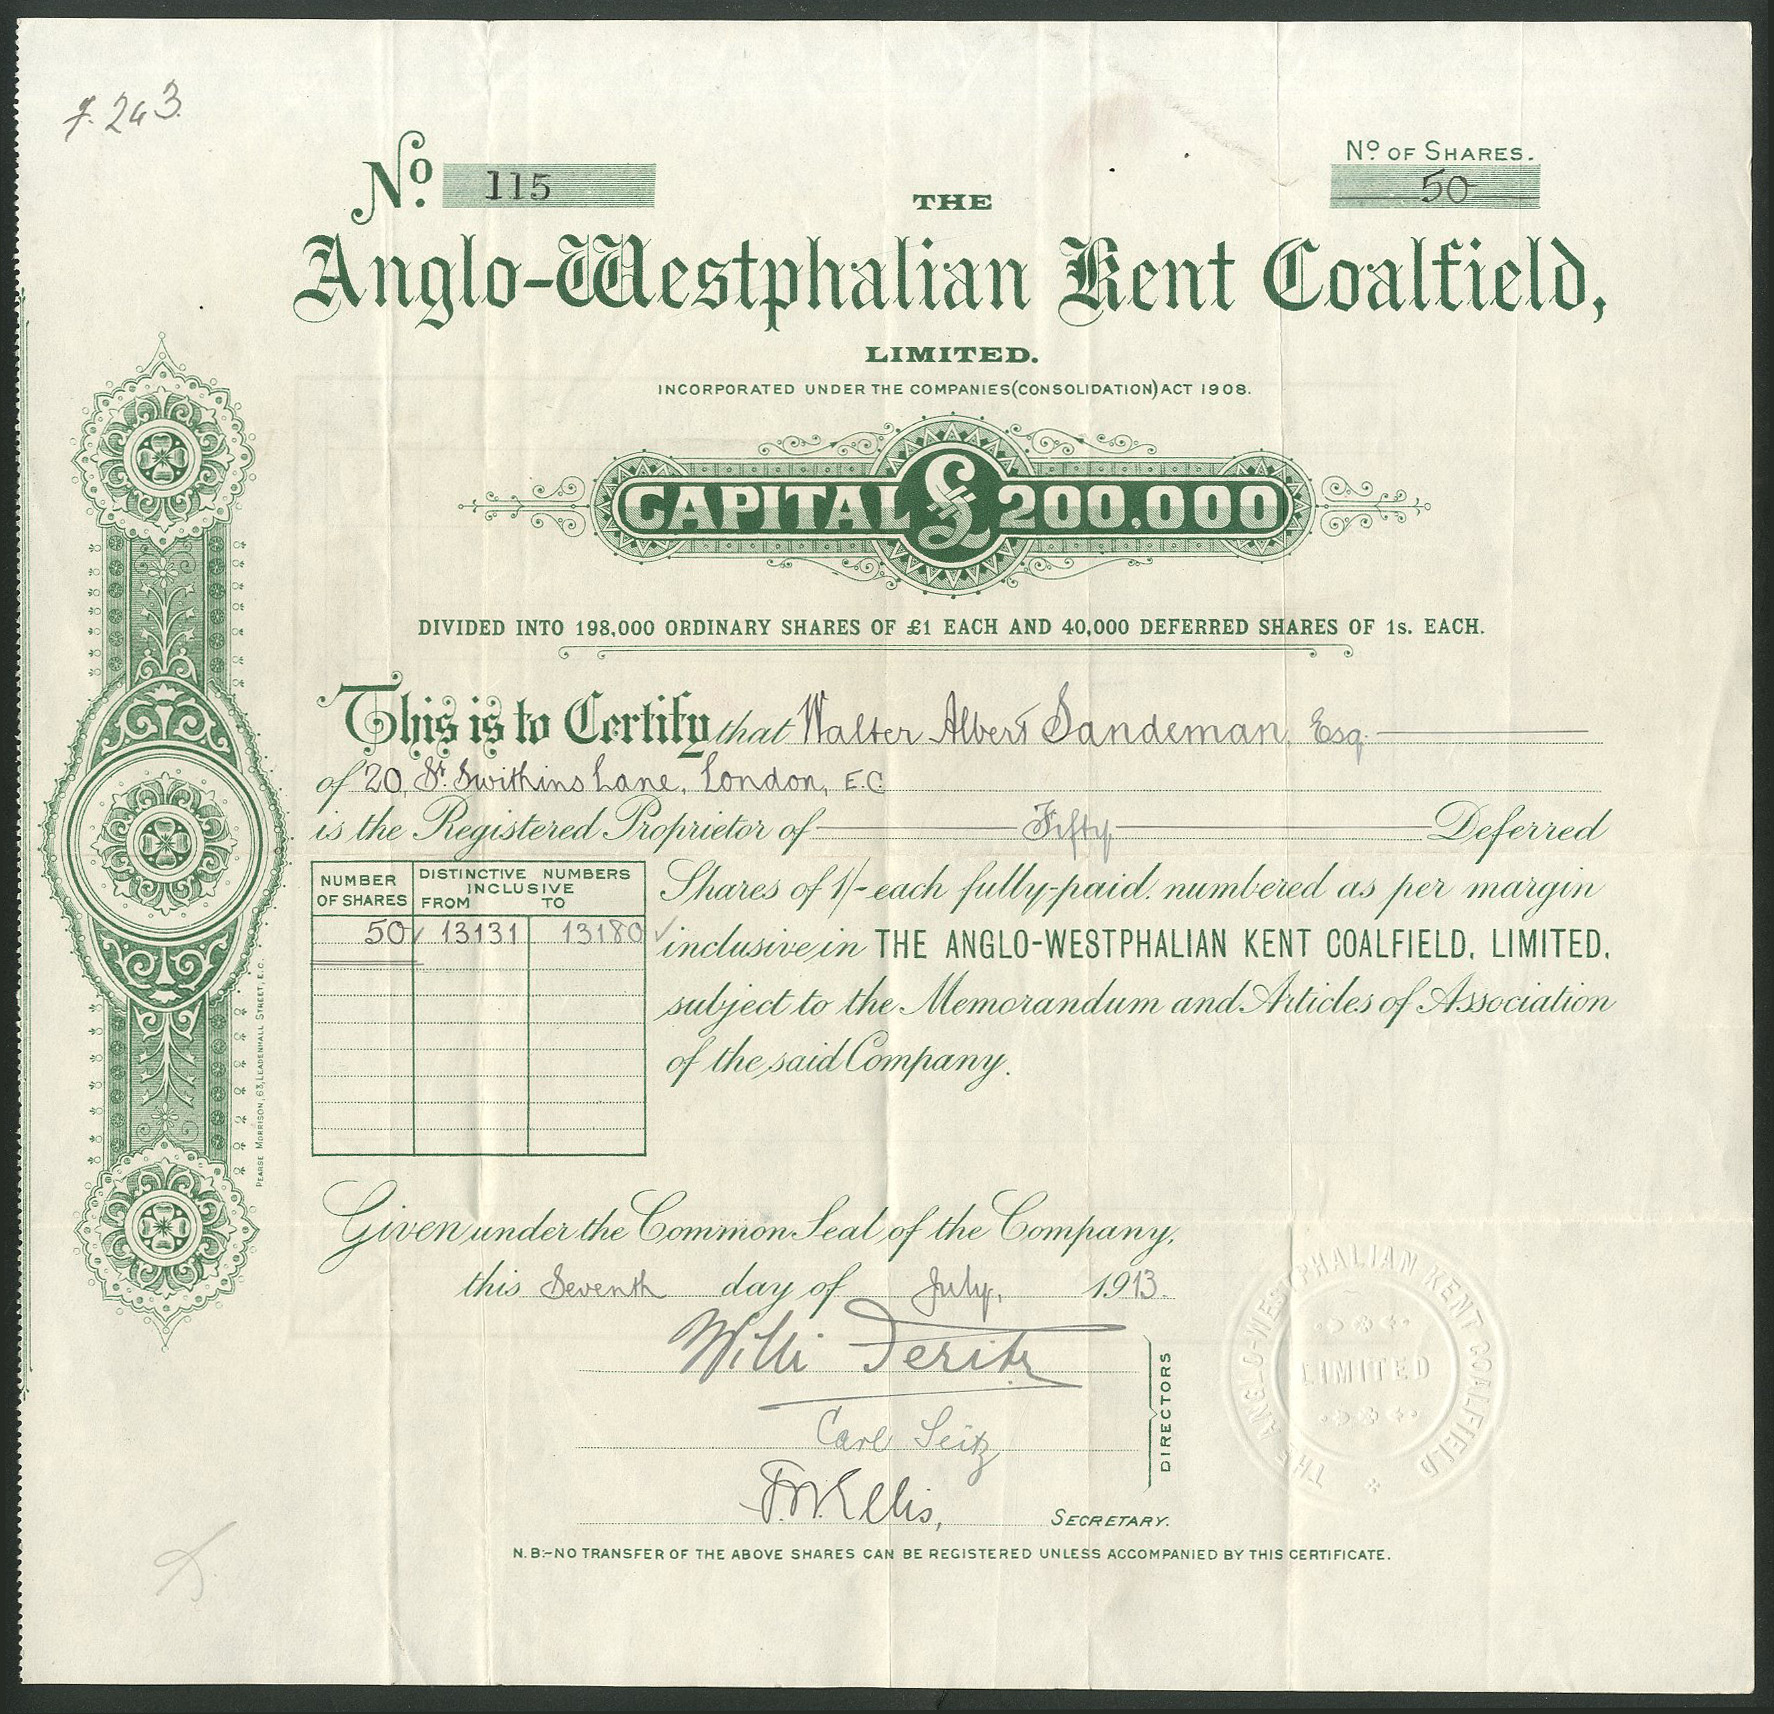 f. 243.
No. 115
No. OF SHARES.
50
THE
Anglo-Westphalian Kent Coalfield,
LIMITED.
INCORPORATED UNDER THE COMPANIES (CONSOLIDATION) ACT 1908.
CAPITAL £ 200,000
DIVIDED INTO 198,000 ORDINARY SHARES OF £1 EACH AND 40,000 DEFERRED SHARES OF 1s. EACH.
This is to Certify that Walter Albert Sandeman, Esq.
of 20, St. Swithins Lane, London, E.C.
is the Registered Proprietor of Fifty Deferred
Shares of 1/- each fully-paid. numbered as per margin
inclusive in THE ANGLO-WESTPHALIAN KENT COALFIELD, LIMITED.
subject to the Memorandum and Articles of Association
of the said Company.
NUMBER OF SHARES
DISTINCTIVE NUMBERS INCLUSIVE
FROM TO
50 13131 13180
PEARSE MORRISON, 63, LEADENHALL STREET, E.C.
Given under the Common Seal of the Company,
this Seventh day of July, 1913.
Willi
Carl Seitz
DIRECTORS
F.W. Ellis,
SECRETARY.
THE ANGLO-WESTPHALIAN KENT COALFIELD
LIMITED
N.B:-NO TRANSFER OF THE ABOVE SHARES CAN BE REGISTERED UNLESS ACCOMPANIED BY THIS CERTIFICATE.